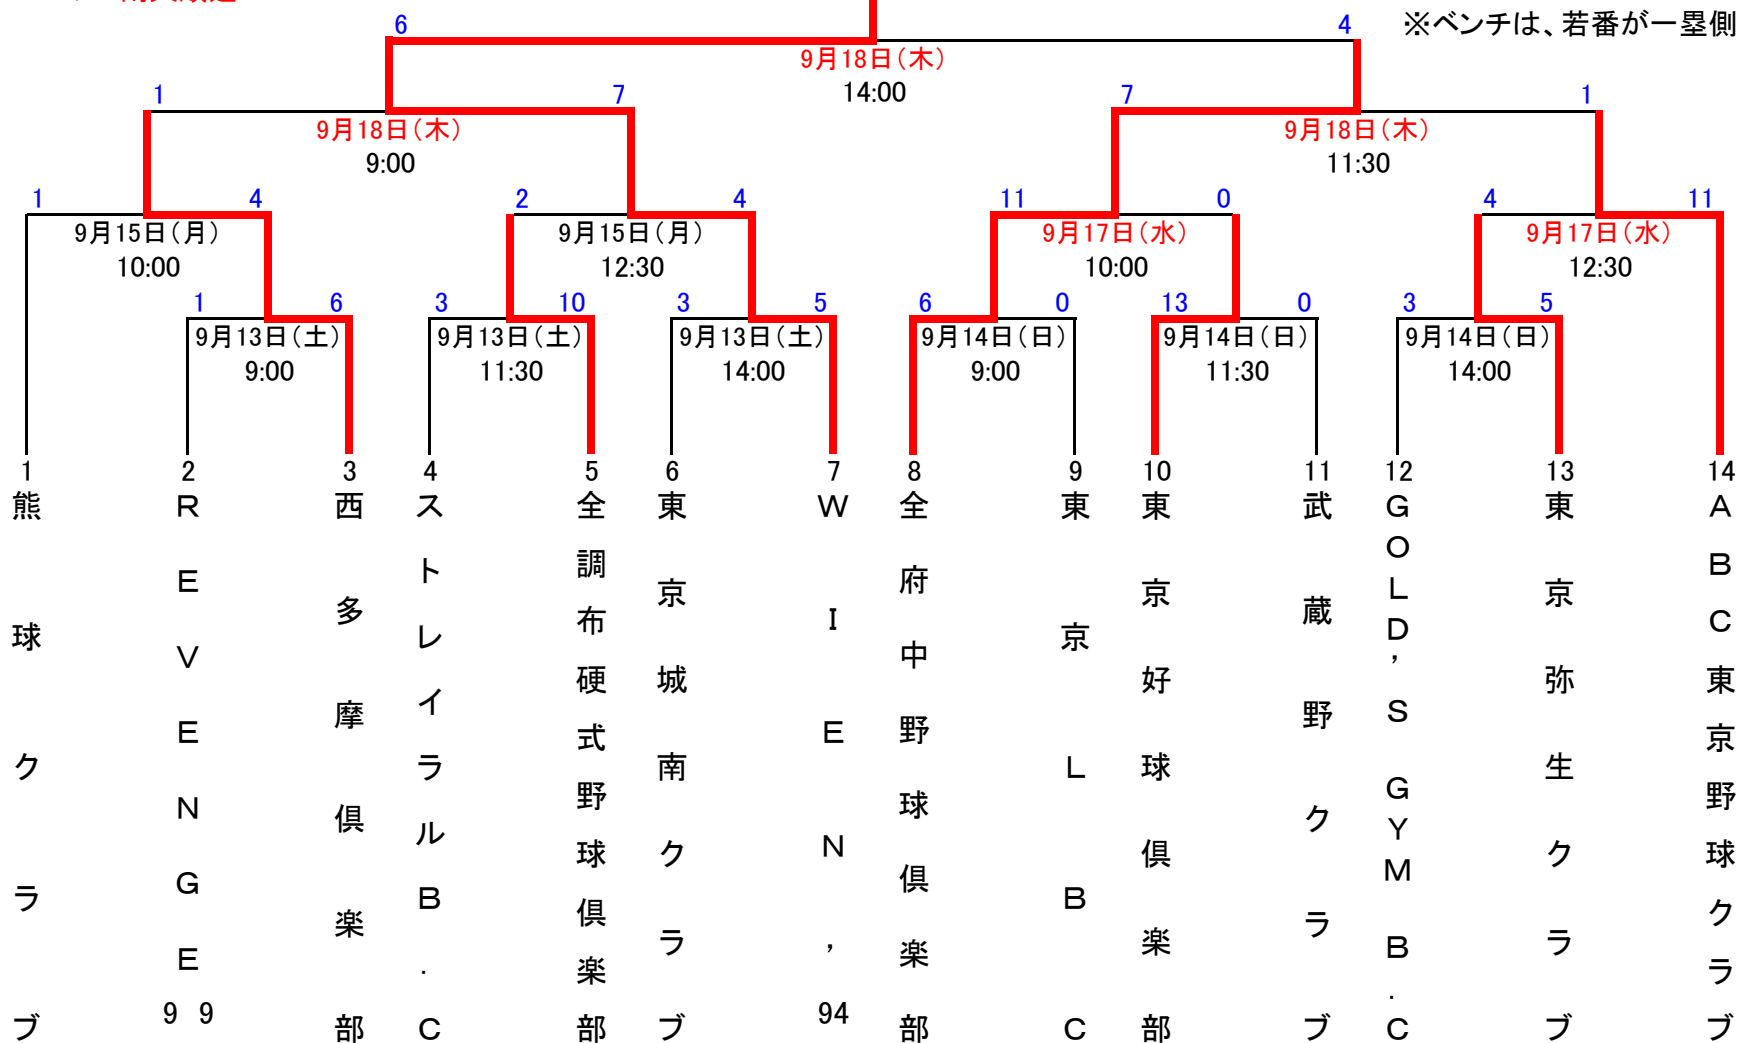 6
4
※ベンチは、若番が一塁側
9月18日(木)
14:00
1
7
7
1
9月18日(木)
9:00
9月18日(木)
11:30
1
4
2
4
11
0
4
11
9月15日(月)
10:00
9月15日(月)
12:30
9月17日(水)
10:00
9月17日(水)
12:30
1
6
3
10
3
5
6
0
13
0
3
5
9月13日(土)
9:00
9月13日(土)
11:30
9月13日(土)
14:00
9月14日(日)
9:00
9月14日(日)
11:30
9月14日(日)
14:00
1
2
3
4
5
6
7
8
9
10
11
12
13
14
熊球クラブ
REVENGE99
西多摩倶楽部
ストレイラルB.C
全調布硬式野球倶楽部
東京城南クラブ
WIEN’94
全府中野球倶楽部
東京LBC
東京好球倶楽部
武蔵野クラブ
GOLD’S GYM B.C
東京弥生クラブ
ABC東京野球クラブ